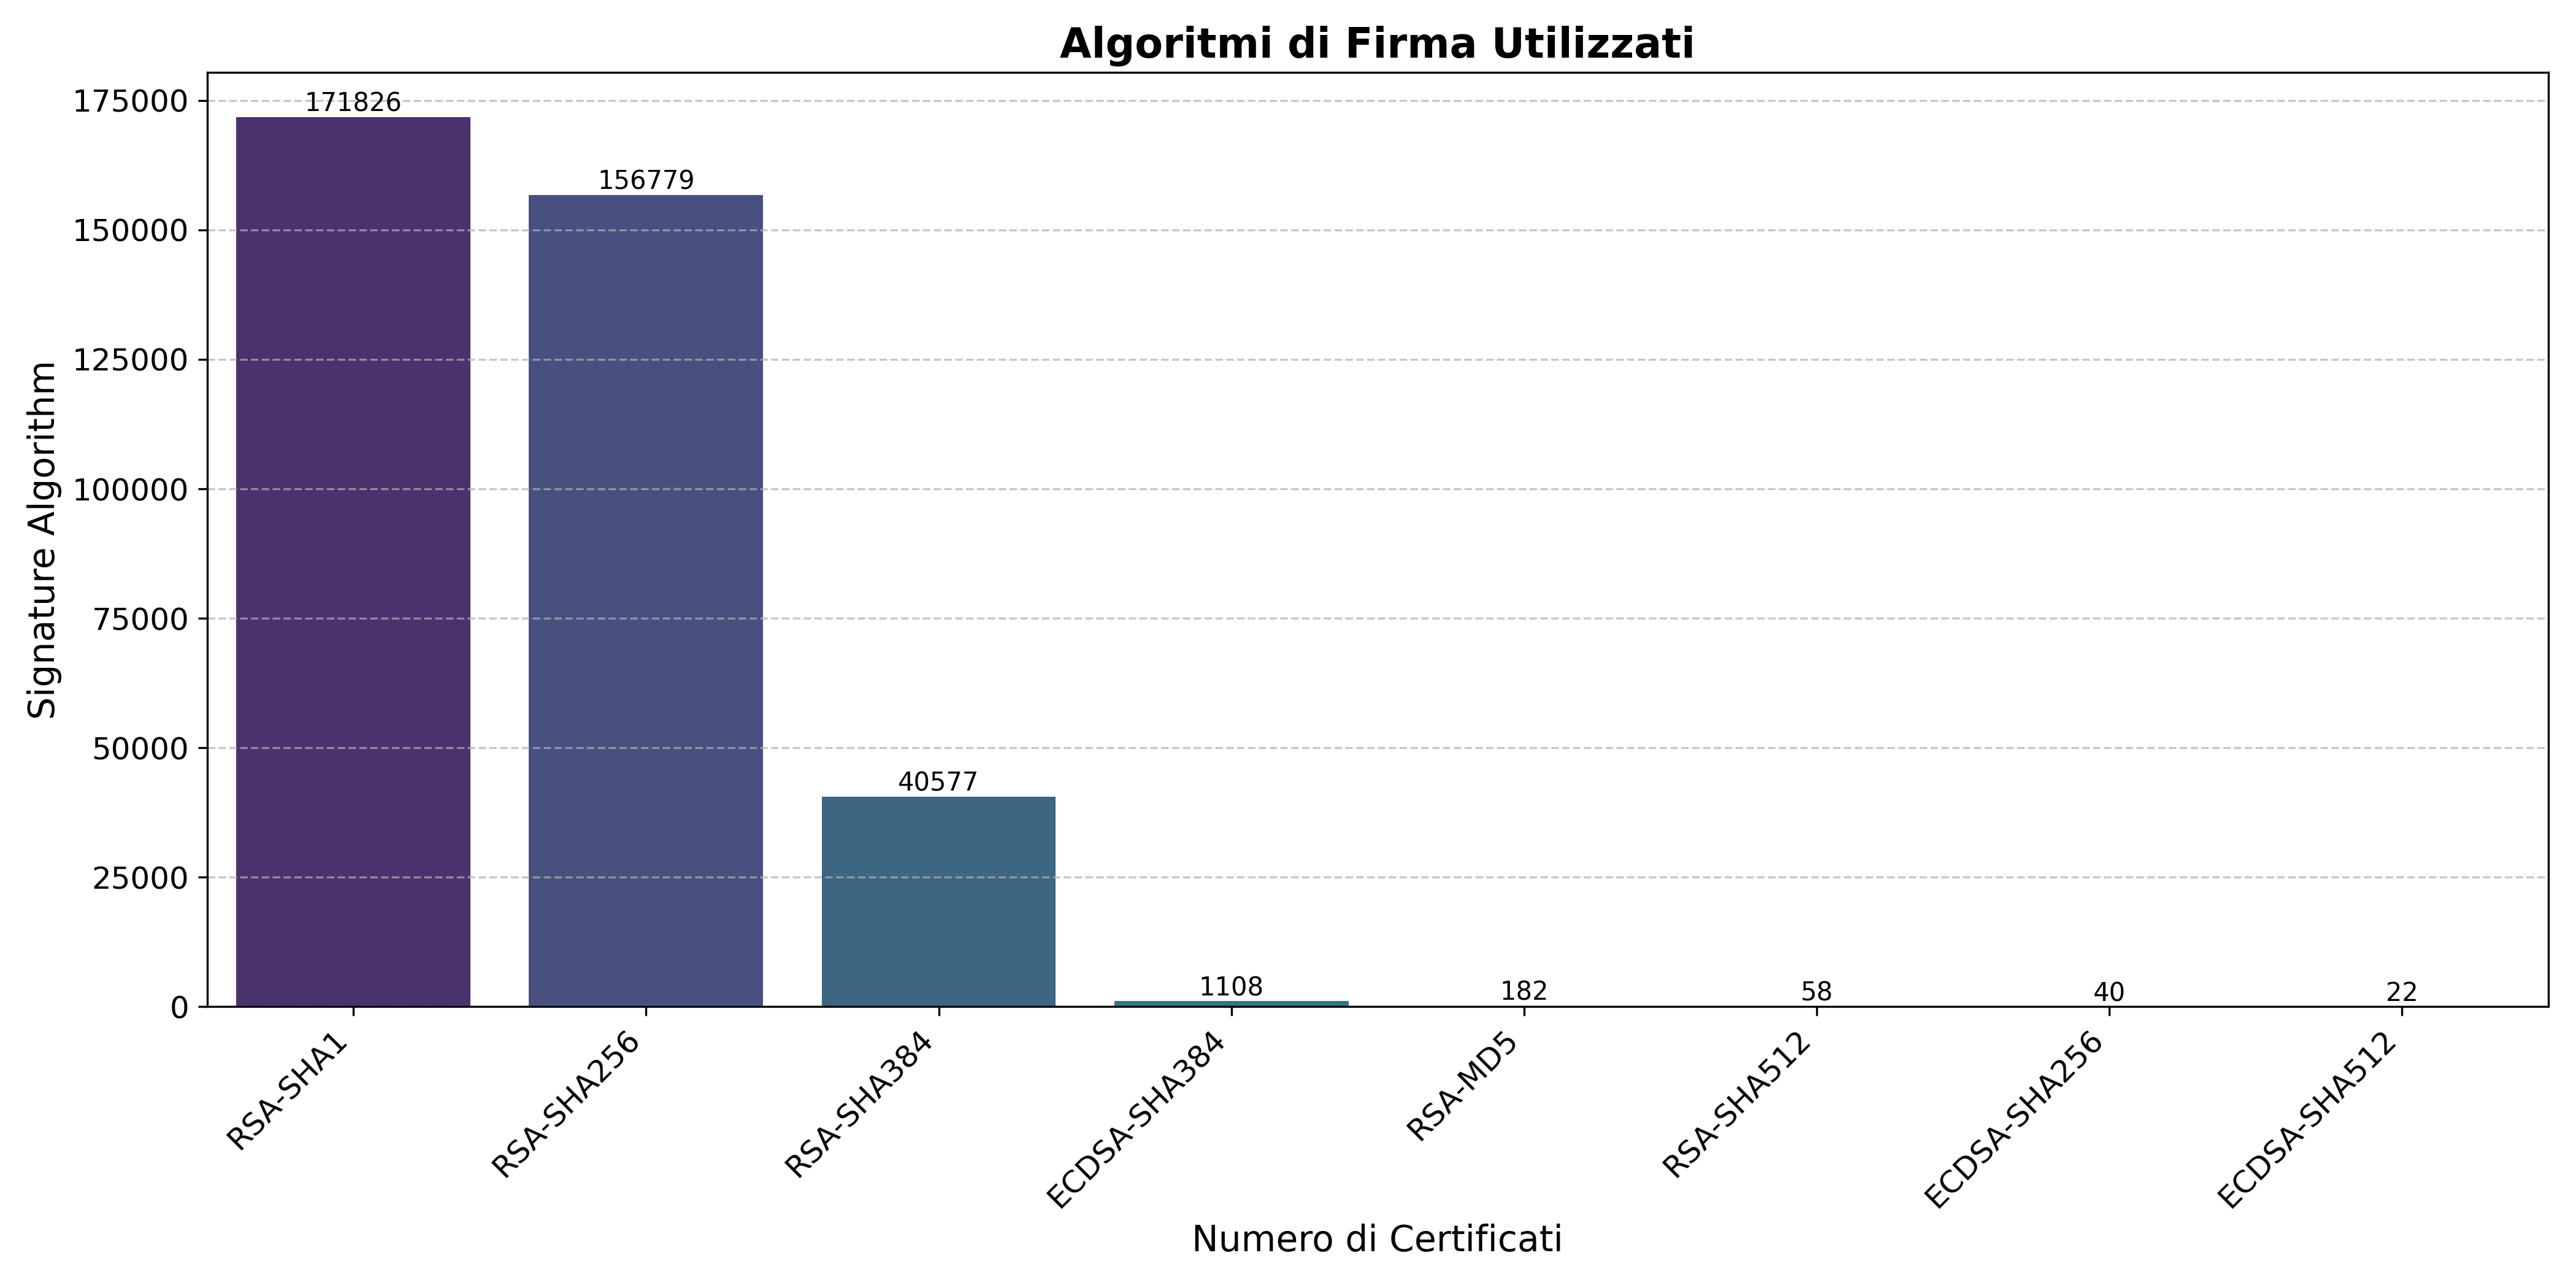 Algoritmi di Firma Utilizzati
Signature Algorithm
175000
150000
125000
100000
75000
50000
25000
0
171826
156779
40577
1108
182
58
40
22
RSA-SHA1
RSA-SHA256
RSA-SHA384
ECDSA-SHA384
RSA-MD5
RSA-SHA512
ECDSA-SHA256
ECDSA-SHA512
Numero di Certificati